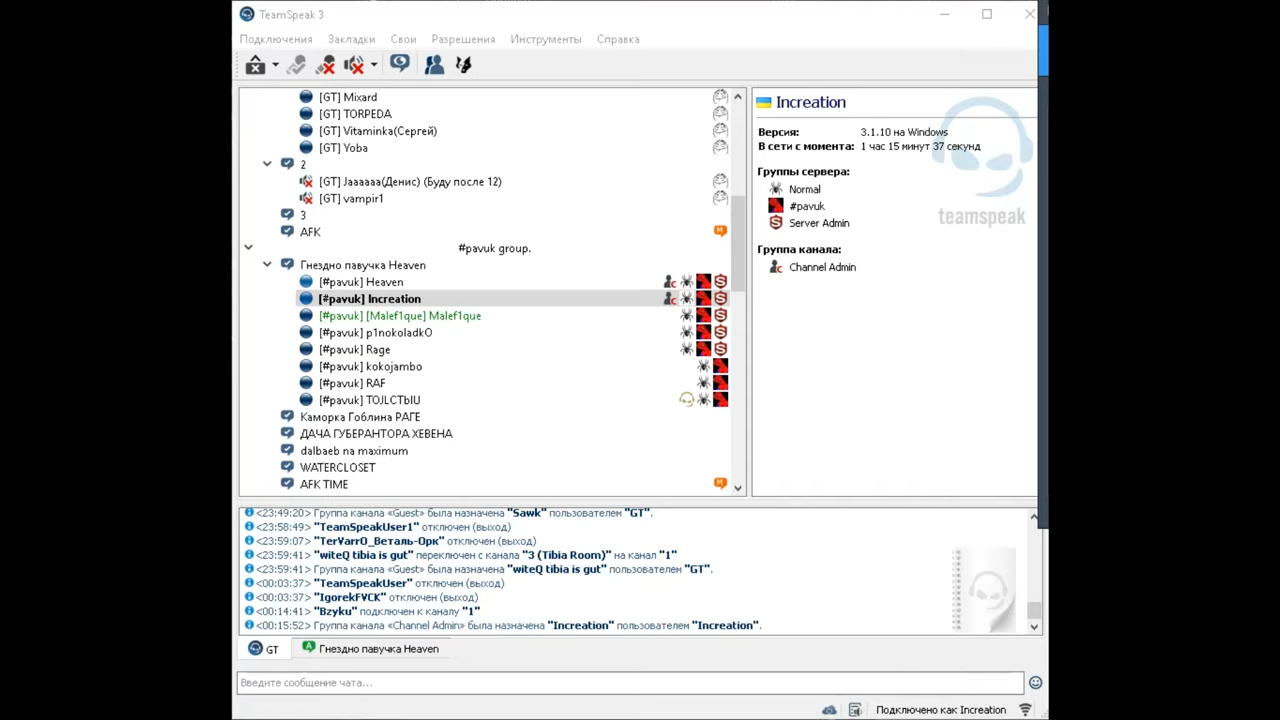 TeamSpeak 3
Подключения Закладки Свои Разрешения Инструменты Справка
[GT] Mixard
[GT] TORPEDA
[GT] Vitaminka(Сергей)
[GT] Yoba
2
[GT] Jaaaaaa(Денис) (Буду после 12)
[GT] vampir1
3
AFK
#pavuk group.
Гнездно павучка Heaven
[#pavuk] Heaven
[#pavuk] Increation
[#pavuk] [Malef1que] Malef1que
[#pavuk] p1nokoladkO
[#pavuk] Rage
[#pavuk] kokojambo
[#pavuk] RAF
[#pavuk] TOJLCTbIU
Каморка Гоблина РАГЕ
ДАЧА ГУБЕРАНТОРА ХЕВЕНА
dalbaeb na maximum
WATERCLOSET
AFK TIME
Increation
Версия: 3.1.10 на Windows
В сети с момента: 1 час 15 минут 37 секунд
Группы сервера:
Normal
#pavuk
Server Admin
Группа канала:
Channel Admin
teamspeak
<23:49:20> Группа канала «Guest» была назначена "Sawk" пользователем "GT".
<23:58:49> "TeamSpeakUser1" отключен (выход)
<23:59:07> "Ter¥arrO_Веталь-Орк" отключен (выход)
<23:59:41> "witeQ tibia is gut" переключен с канала "3 (Tibia Room)" на канал "1"
<23:59:41> Группа канала «Guest» была назначена "witeQ tibia is gut" пользователем "GT".
<00:03:37> "TeamSpeakUser" отключен (выход)
<00:03:37> "IgorekF¥CK" отключен (выход)
<00:14:41> "Bzyku" подключен к каналу "1"
<00:15:52> Группа канала «Channel Admin» была назначена "Increation" пользователем "Increation".
GT Гнездно павучка Heaven
Введите сообщение чата...
Подключено как Increation